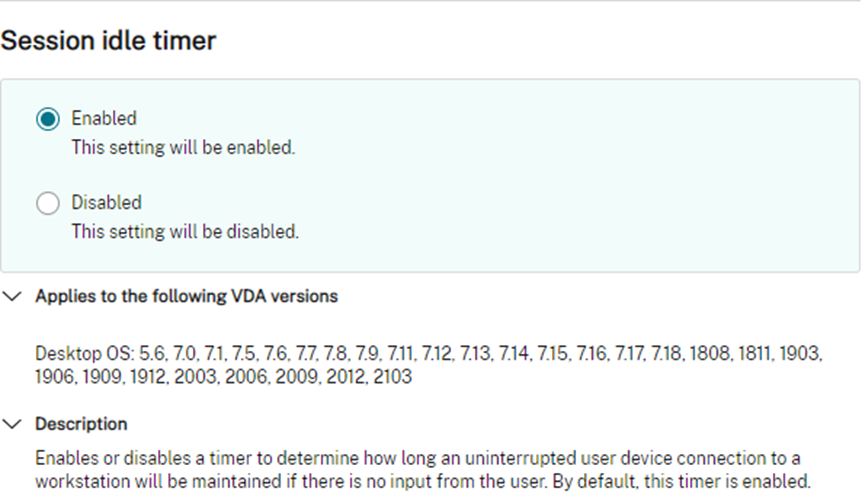 Session idle timer
Enabled
This setting will be enabled.
Disabled
This setting will be disabled.
Applies to the following VDA versions
Desktop OS: 5.6, 7.0, 7.1, 7.5, 7.6, 7.7, 7.8, 7.9, 7.11, 7.12, 7.13, 7.14, 7.15, 7.16, 7.17, 7.18, 1808, 1811, 1903,
1906, 1909, 1912, 2003, 2006, 2009, 2012, 2103
Description
Enables or disables a timer to determine how long an uninterrupted user device connection to a
workstation will be maintained if there is no input from the user. By default, this timer is enabled.